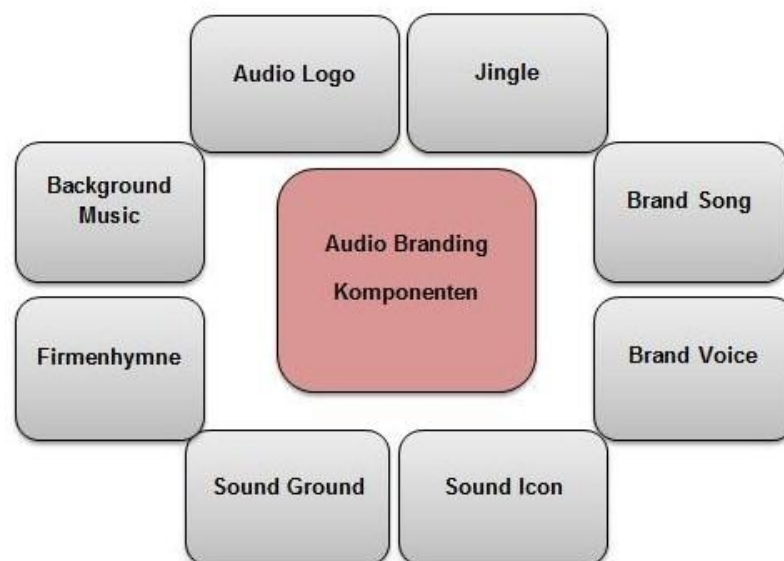 Audio Logo
Jingle
Background
Music
Brand Song
Audio Branding
Komponenten
Firmenhymne
Brand Voice
Sound Ground
Sound Icon